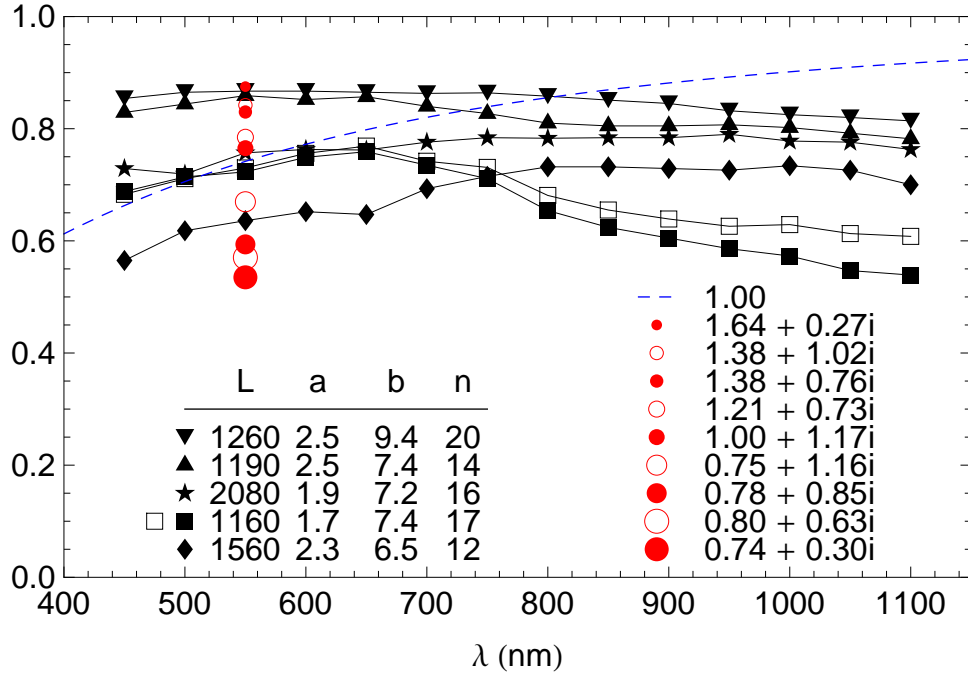 1.0
0.8
0.6
0.4
0.2
0.0
400 500 600 700 800 900 1000 1100
λ (nm)
L a b n
1260 2.5 9.4 20
1190 2.5 7.4 14
2080 1.9 7.2 16
1160 1.7 7.4 17
1560 2.3 6.5 12
1.00
1.64 + 0.27i
1.38 + 1.02i
1.38 + 0.76i
1.21 + 0.73i
1.00 + 1.17i
0.75 + 1.16i
0.78 + 0.85i
0.80 + 0.63i
0.74 + 0.30i